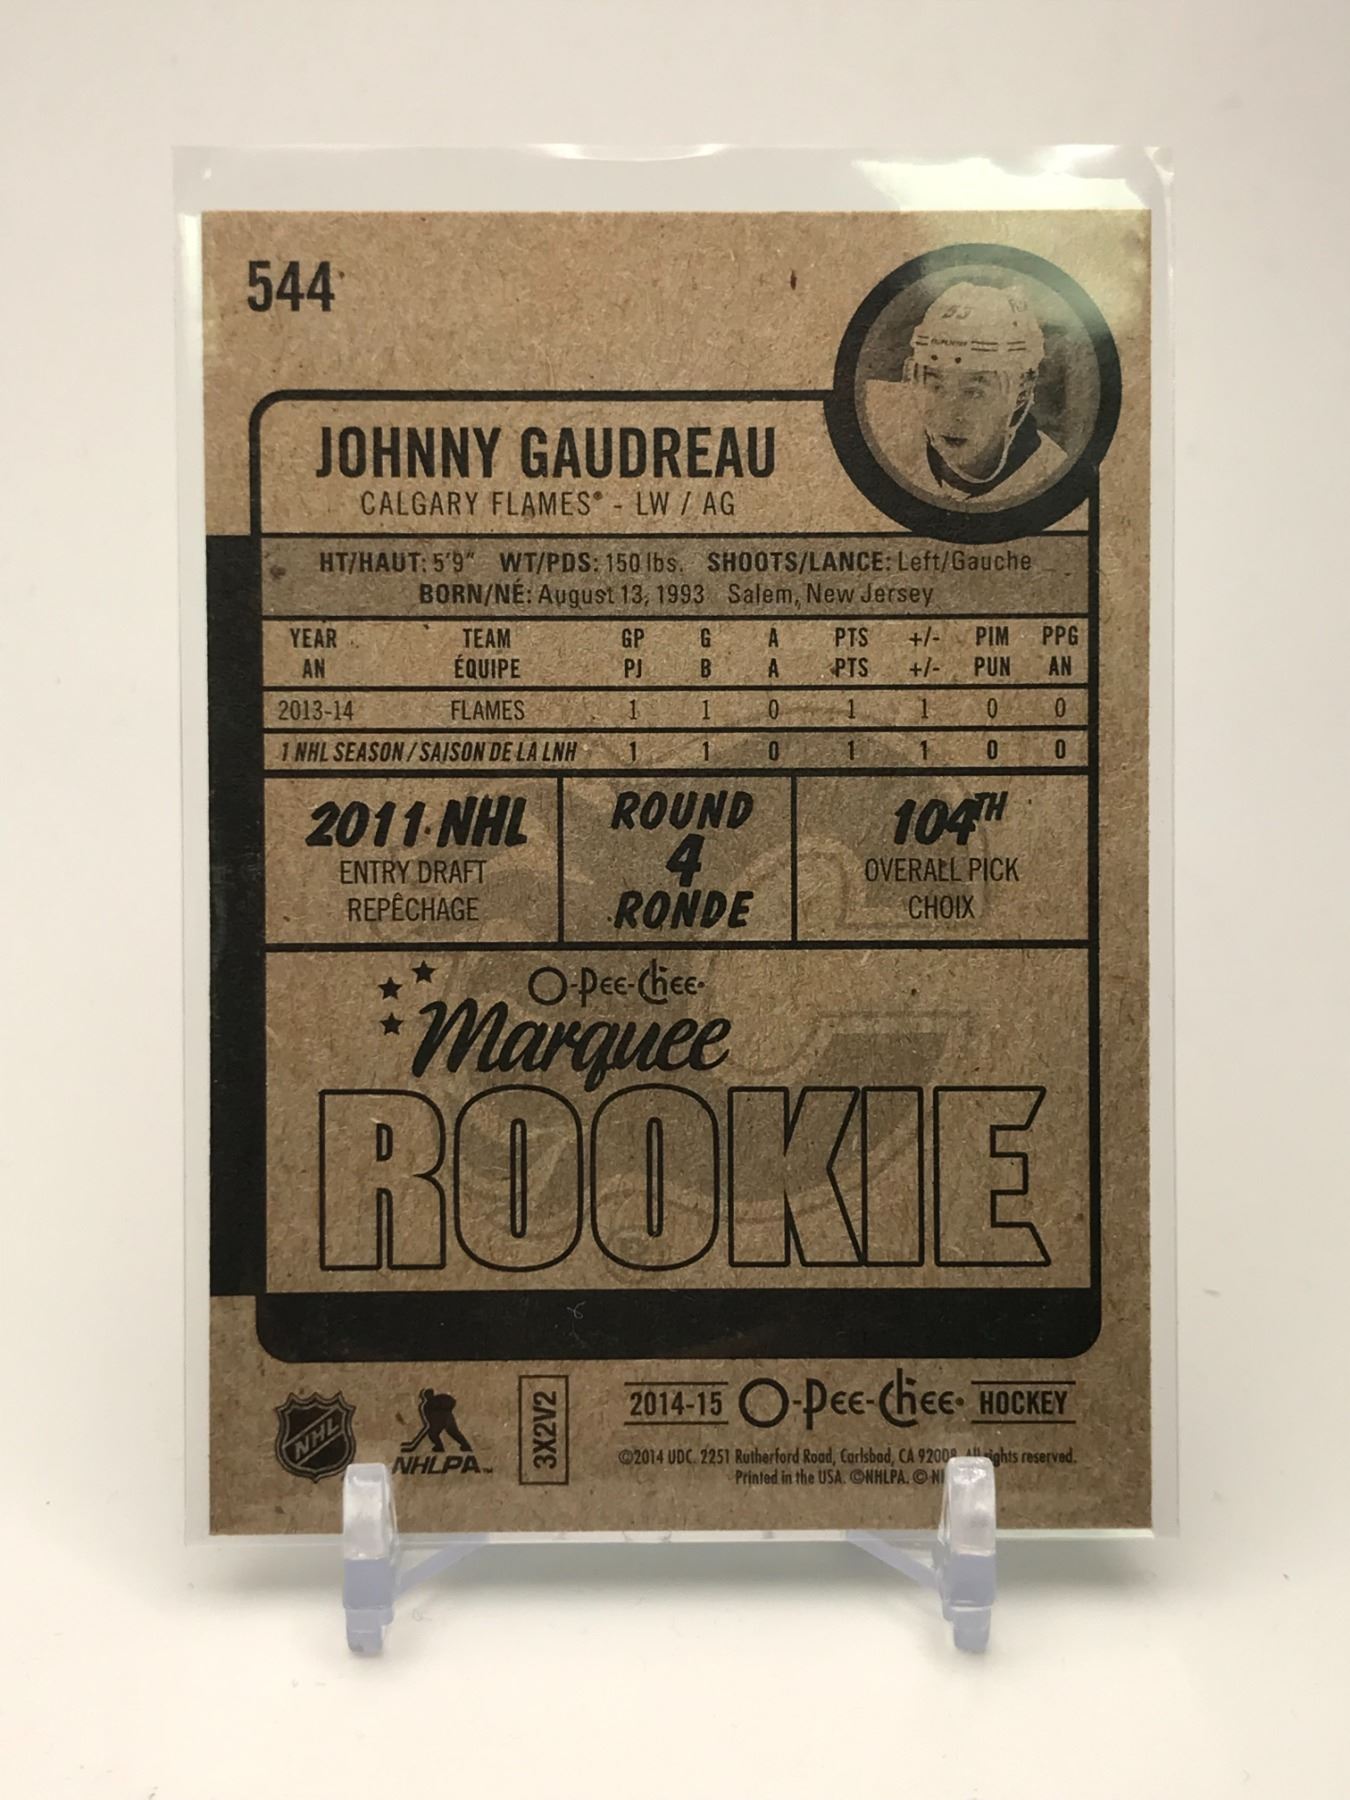 544
JOHNNY GAUDREAU
CALGARY FLAMES® - LW / AG
HT/HAUT: 5'9" WT/PDS: 150 lbs. SHOOTS/LANCE: Left/Gauche
BORN/NÉ: August 13, 1993 Salem, New Jersey
YEAR TEAM GP G A PTS +/- PIM PPG
AN ÉQUIPE PJ B A PTS +/- PUN AN
2013-14 FLAMES 1 1 0 1 1 0 0
1 NHL SEASON / SAISON DE LA LNH 1 1 0 1 1 0 0
2011 NHL
ENTRY DRAFT
REPÊCHAGE
ROUND
4
RONDE
104TH
OVERALL PICK
CHOIX
O-Pee-Chee
Marquee
ROOKIE
NHL
NHLPA™
3X2V2
2014-15 O-Pee-Chee HOCKEY
©2014 UDC. 2251 Rutherford Road, Carlsbad, CA 92008. All rights reserved.
Printed in the USA. ©NHLPA. ©